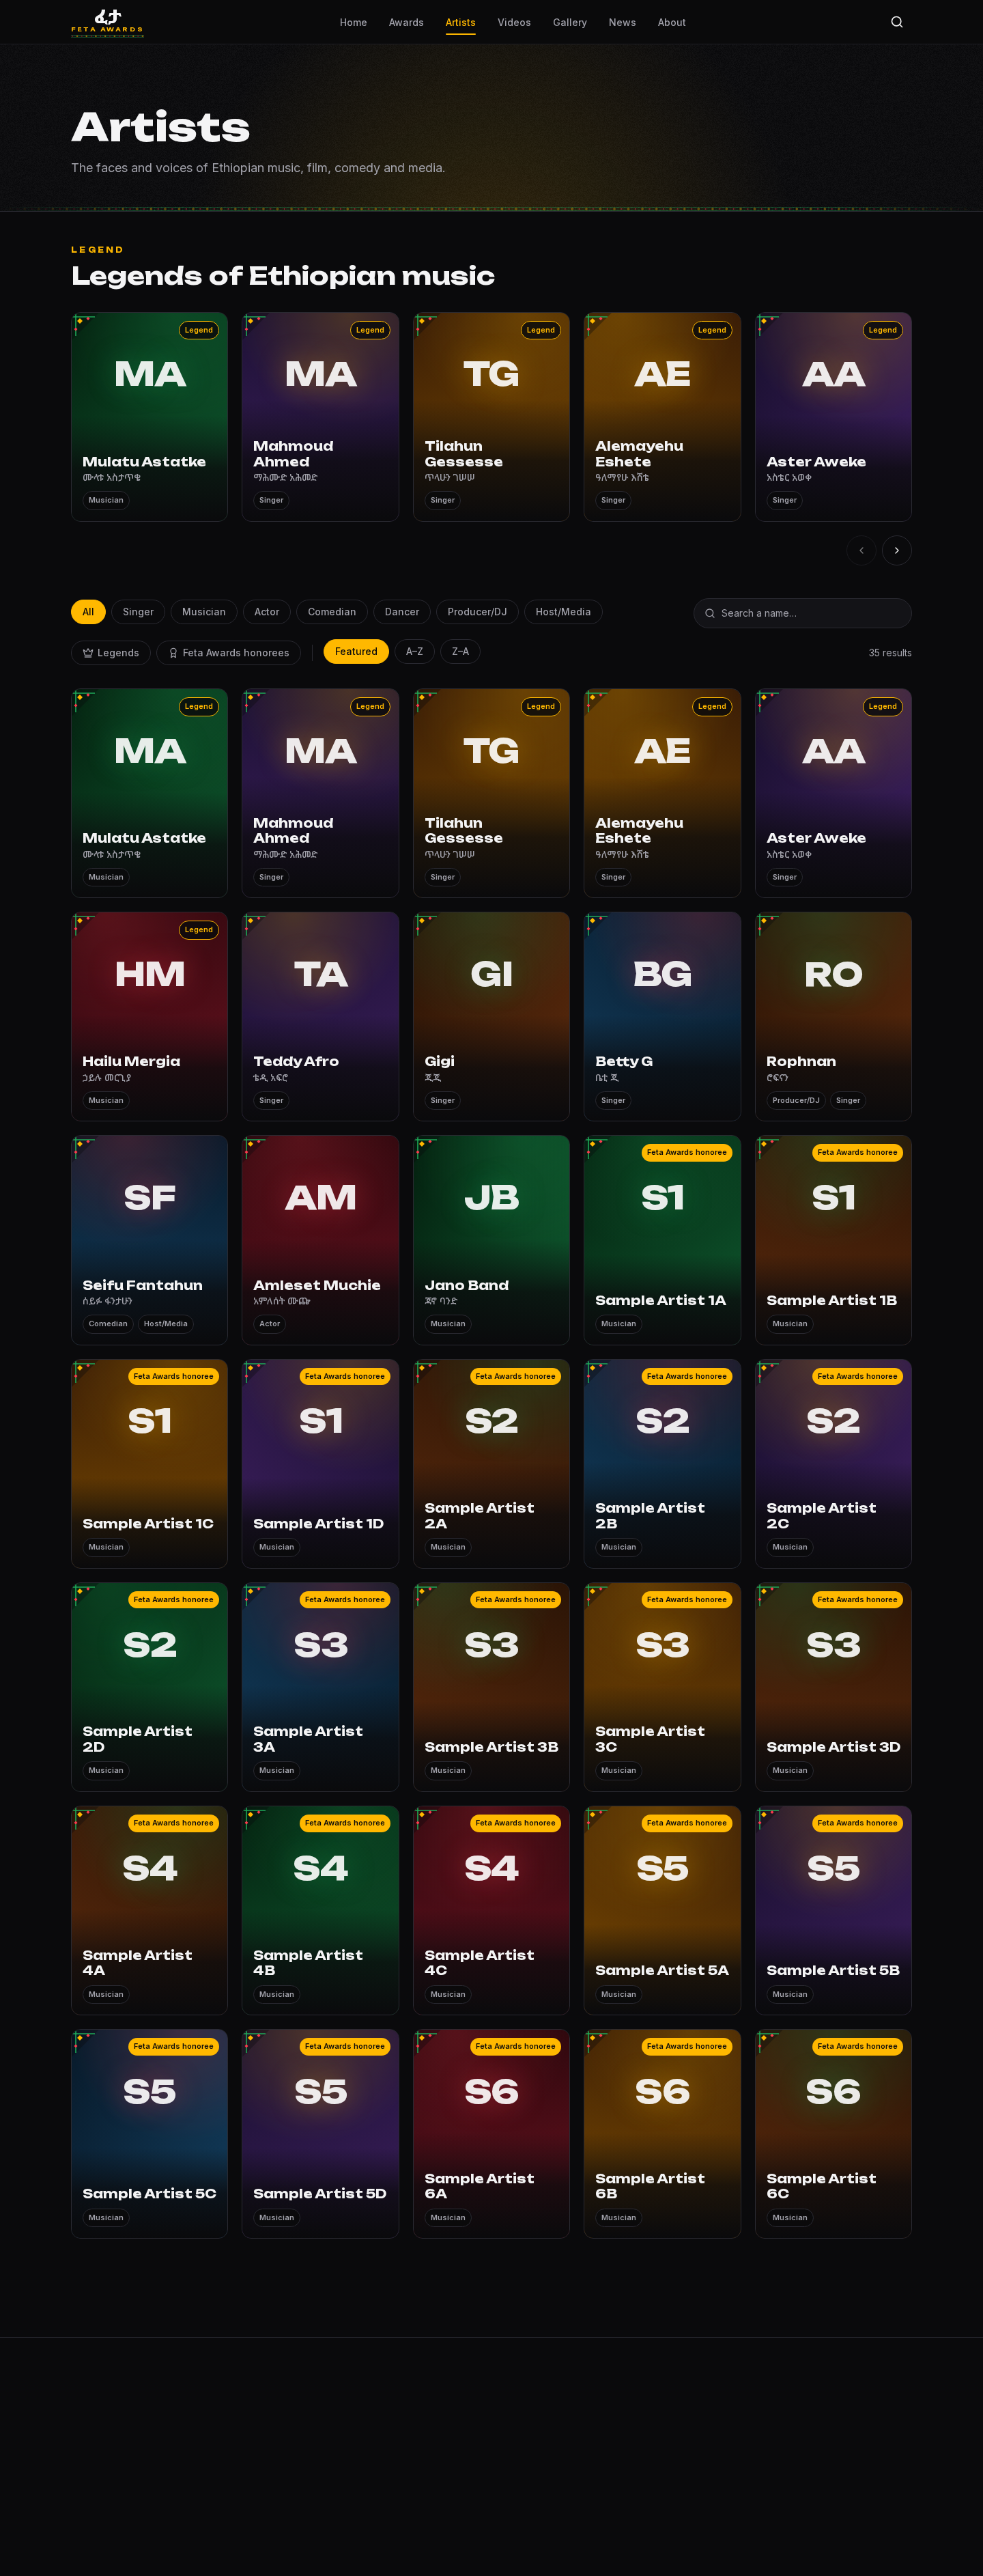 ፈታ
FETA AWARDS
Home Awards Artists Videos Gallery News About
Artists
The faces and voices of Ethiopian music, film, comedy and media.
LEGEND
Legends of Ethiopian music
Legend Legend Legend Legend Legend
MA MA TG AE AA
Mulatu Astatke
ሙላቱ አስታጥቄ
Musician
Mahmoud
Ahmed
ማሕሙድ አሕመድ
Singer
Tilahun
Gessesse
ጥላሁን ገሠሠ
Singer
Alemayehu
Eshete
ዓለማየሁ እሸቴ
Singer
Aster Aweke
አስቴር አወቀ
Singer
All Singer Musician Actor Comedian Dancer Producer/DJ Host/Media
Search a name...
Legends Feta Awards honorees Featured A–Z Z–A
35 results
Legend Legend Legend Legend Legend
MA MA TG AE AA
Mulatu Astatke
ሙላቱ አስታጥቄ
Musician
Mahmoud
Ahmed
ማሕሙድ አሕመድ
Singer
Tilahun
Gessesse
ጥላሁን ገሠሠ
Singer
Alemayehu
Eshete
ዓለማየሁ እሸቴ
Singer
Aster Aweke
አስቴር አወቀ
Singer
Legend
HM TA GI BG RO
Hailu Mergia
ኃይሉ መርጊያ
Musician
Teddy Afro
ቴዲ አፍሮ
Singer
Gigi
ጂጂ
Singer
Betty G
ቤቲ ጂ
Singer
Rophnan
ሮፍናን
Producer/DJ Singer
Feta Awards honoree Feta Awards honoree
SF AM JB S1 S1
Seifu Fantahun
ሰይፉ ፋንታሁን
Comedian Host/Media
Amleset Muchie
አምለሰት ሙጬ
Actor
Jano Band
ጃኖ ባንድ
Musician
Sample Artist 1A
Musician
Sample Artist 1B
Musician
Feta Awards honoree Feta Awards honoree Feta Awards honoree Feta Awards honoree Feta Awards honoree
S1 S1 S2 S2 S2
Sample Artist 1C
Musician
Sample Artist 1D
Musician
Sample Artist
2A
Musician
Sample Artist
2B
Musician
Sample Artist
2C
Musician
Feta Awards honoree Feta Awards honoree Feta Awards honoree Feta Awards honoree Feta Awards honoree
S2 S3 S3 S3 S3
Sample Artist
2D
Musician
Sample Artist
3A
Musician
Sample Artist 3B
Musician
Sample Artist
3C
Musician
Sample Artist 3D
Musician
Feta Awards honoree Feta Awards honoree Feta Awards honoree Feta Awards honoree Feta Awards honoree
S4 S4 S4 S5 S5
Sample Artist
4A
Musician
Sample Artist
4B
Musician
Sample Artist
4C
Musician
Sample Artist 5A
Musician
Sample Artist 5B
Musician
Feta Awards honoree Feta Awards honoree Feta Awards honoree Feta Awards honoree Feta Awards honoree
S5 S5 S6 S6 S6
Sample Artist 5C
Musician
Sample Artist 5D
Musician
Sample Artist
6A
Musician
Sample Artist
6B
Musician
Sample Artist
6C
Musician